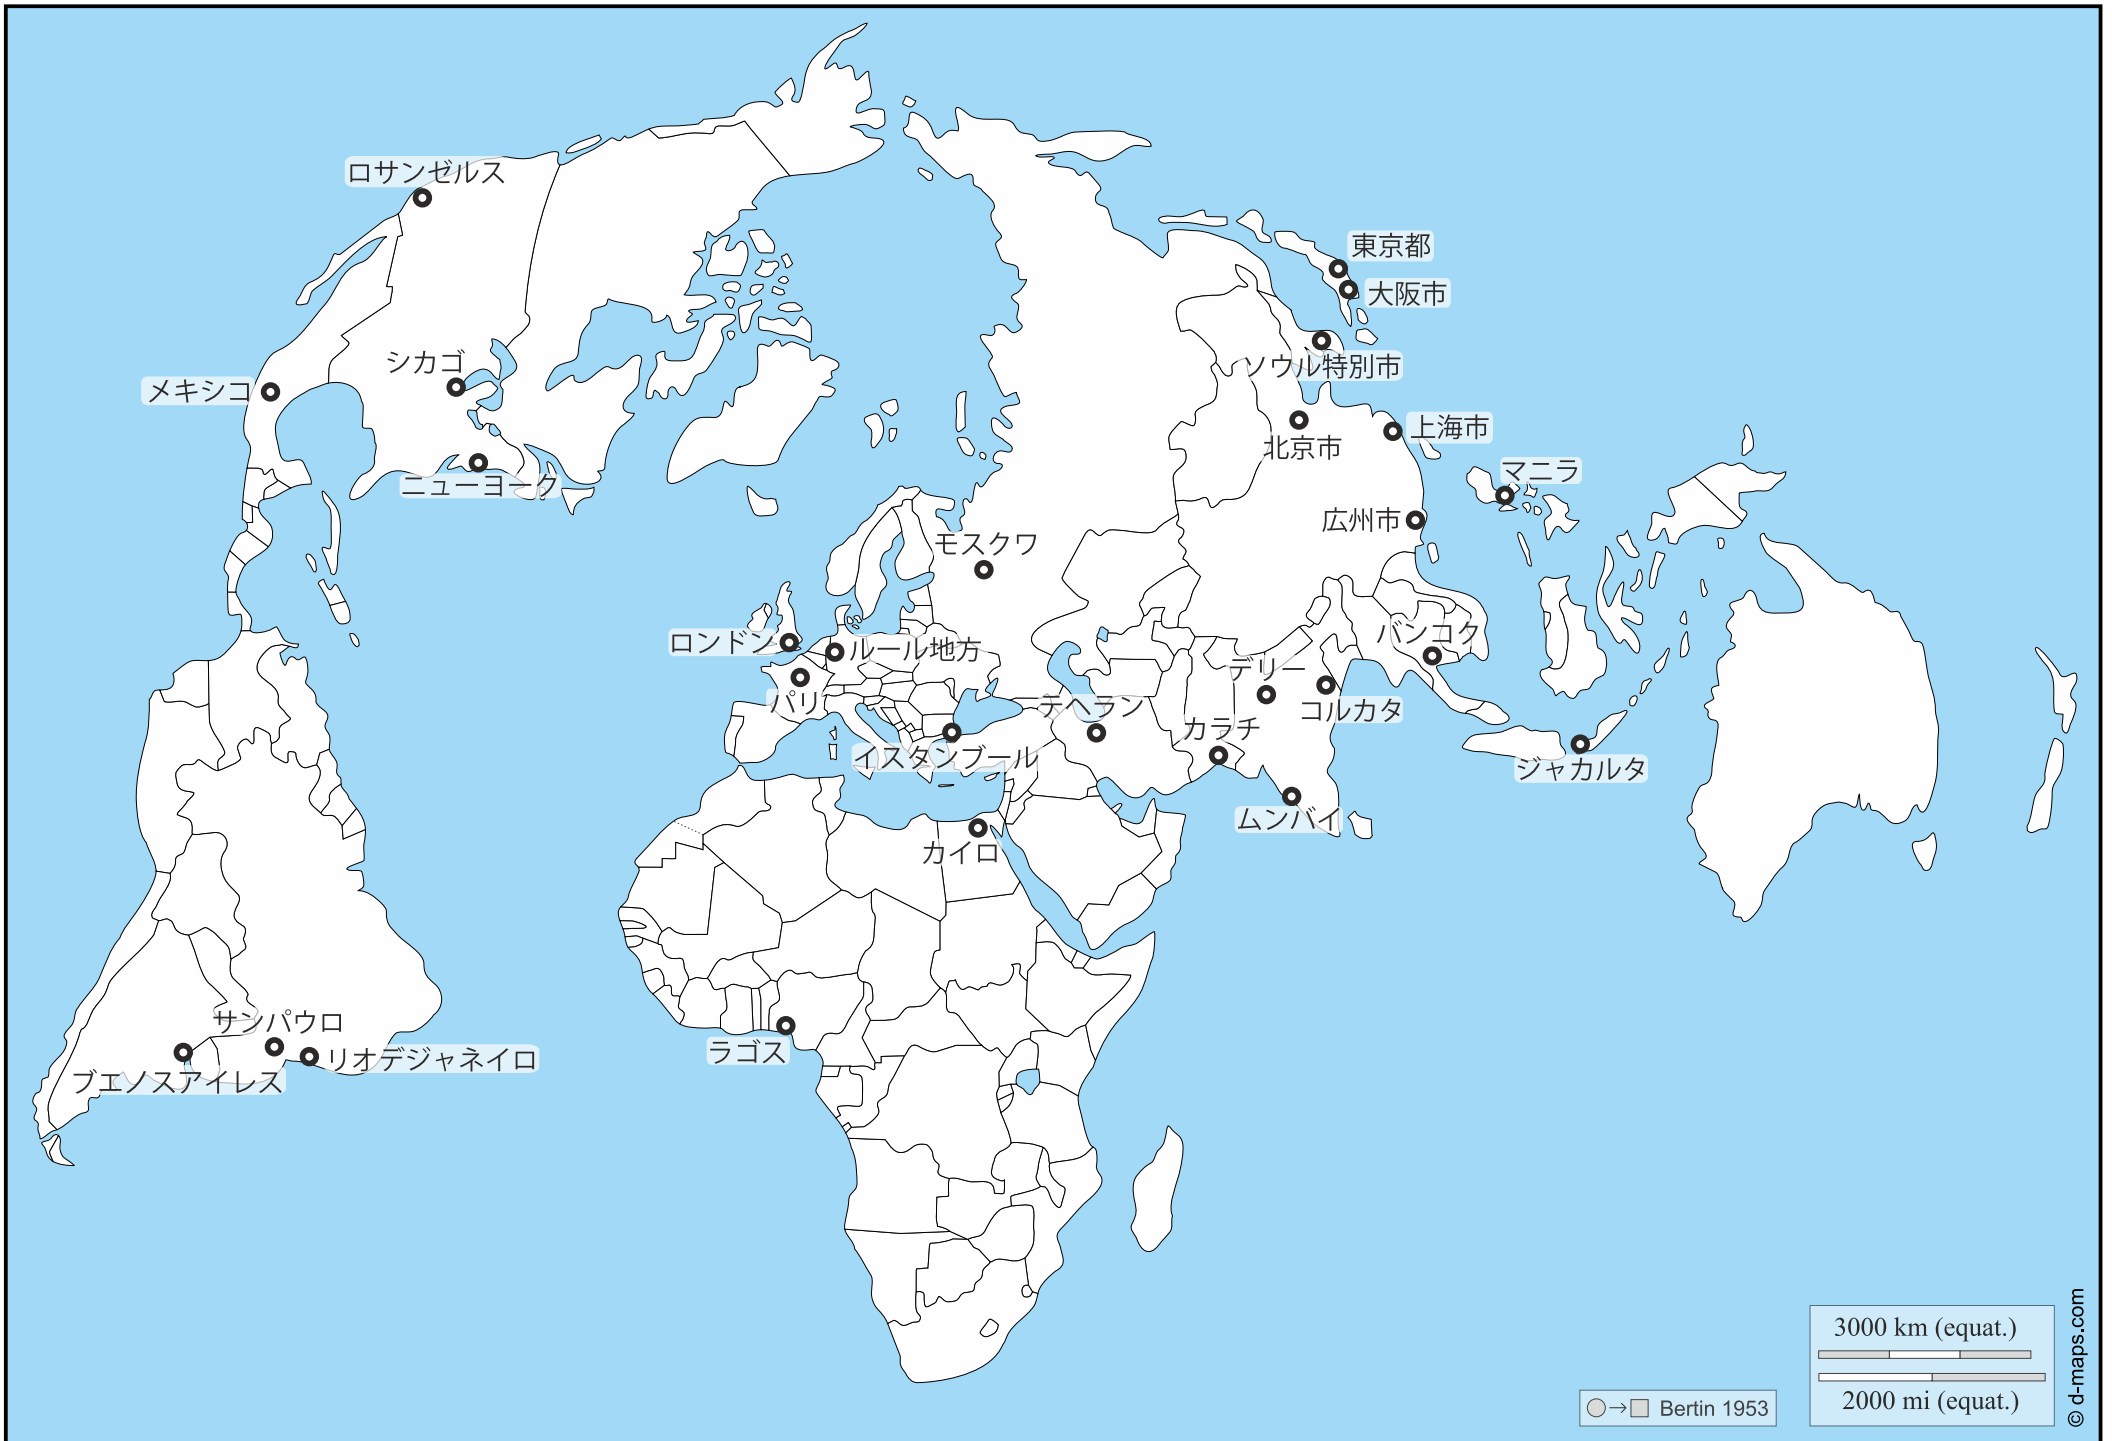 ロサンゼルス
東京都
大阪市
ソウル特別市
シカゴ
メキシコ
北京市
上海市
ニューヨーク
マニラ
広州市
モスクワ
ロンドン
ルール地方
バンコク
パリ
デリー
コルカタ
テヘラン
カラチ
イスタンブール
ジャカルタ
ムンバイ
カイロ
サンパウロ
リオデジャネイロ
ラゴス
ブエノスアイレス
3000 km (equat.)
2000 mi (equat.)
Bertin 1953
© d-maps.com